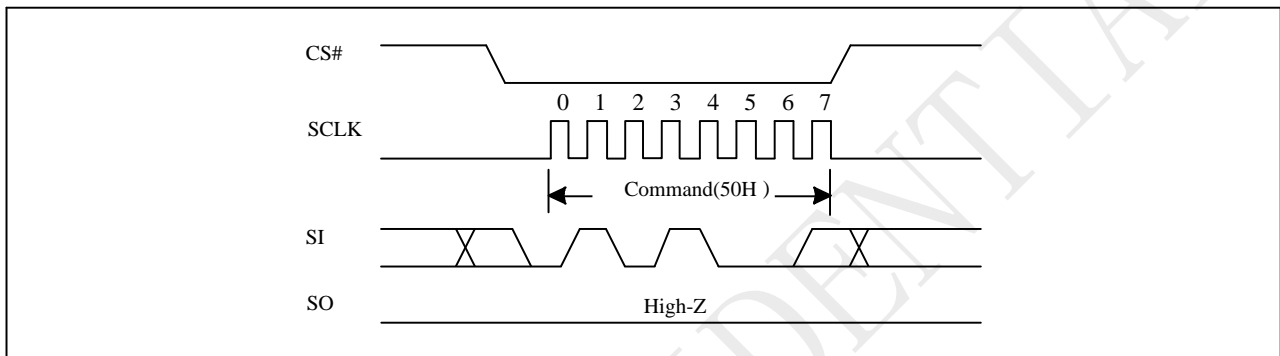 CS#
0 1 2 3 4 5 6 7
SCLK
Command(50H )
SI
SO
High-Z